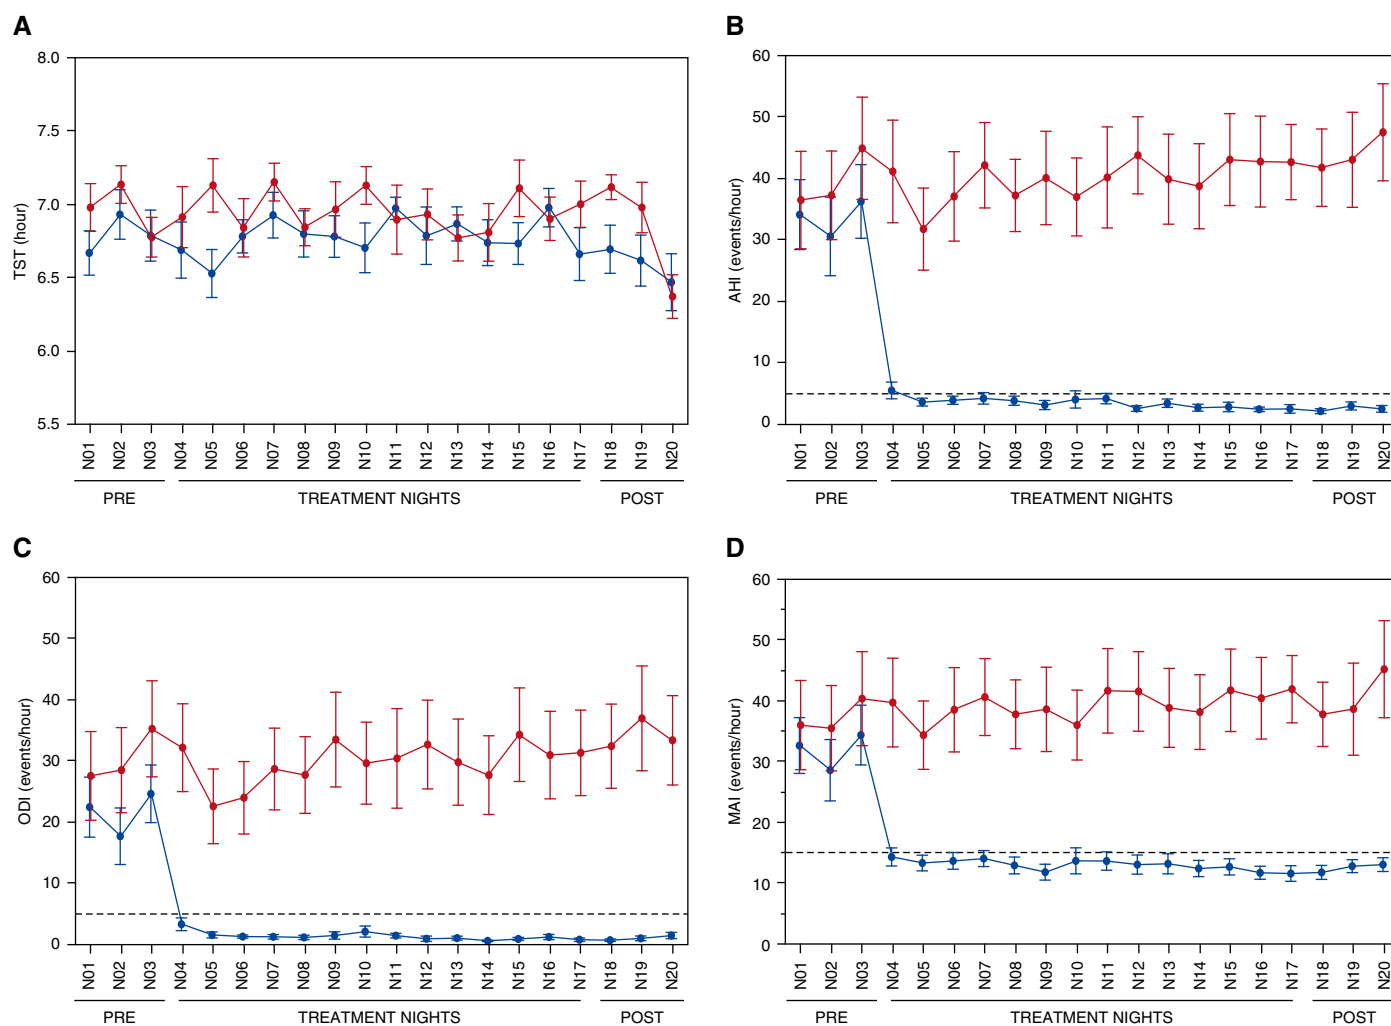 A
TST (hour)
8.0
7.5
7.0
6.5
6.0
5.5
N01 N02 N03 N04 N05 N06 N07 N08 N09 N10 N11 N12 N13 N14 N15 N16 N17 N18 N19 N20
PRE TREATMENT NIGHTS POST
B
AHI (events/hour)
60
50
40
30
20
10
0
N01 N02 N03 N04 N05 N06 N07 N08 N09 N10 N11 N12 N13 N14 N15 N16 N17 N18 N19 N20
PRE TREATMENT NIGHTS POST
C
ODI (events/hour)
60
50
40
30
20
10
0
N01 N02 N03 N04 N05 N06 N07 N08 N09 N10 N11 N12 N13 N14 N15 N16 N17 N18 N19 N20
PRE TREATMENT NIGHTS POST
D
MAI (events/hour)
60
50
40
30
20
10
0
N01 N02 N03 N04 N05 N06 N07 N08 N09 N10 N11 N12 N13 N14 N15 N16 N17 N18 N19 N20
PRE TREATMENT NIGHTS POST